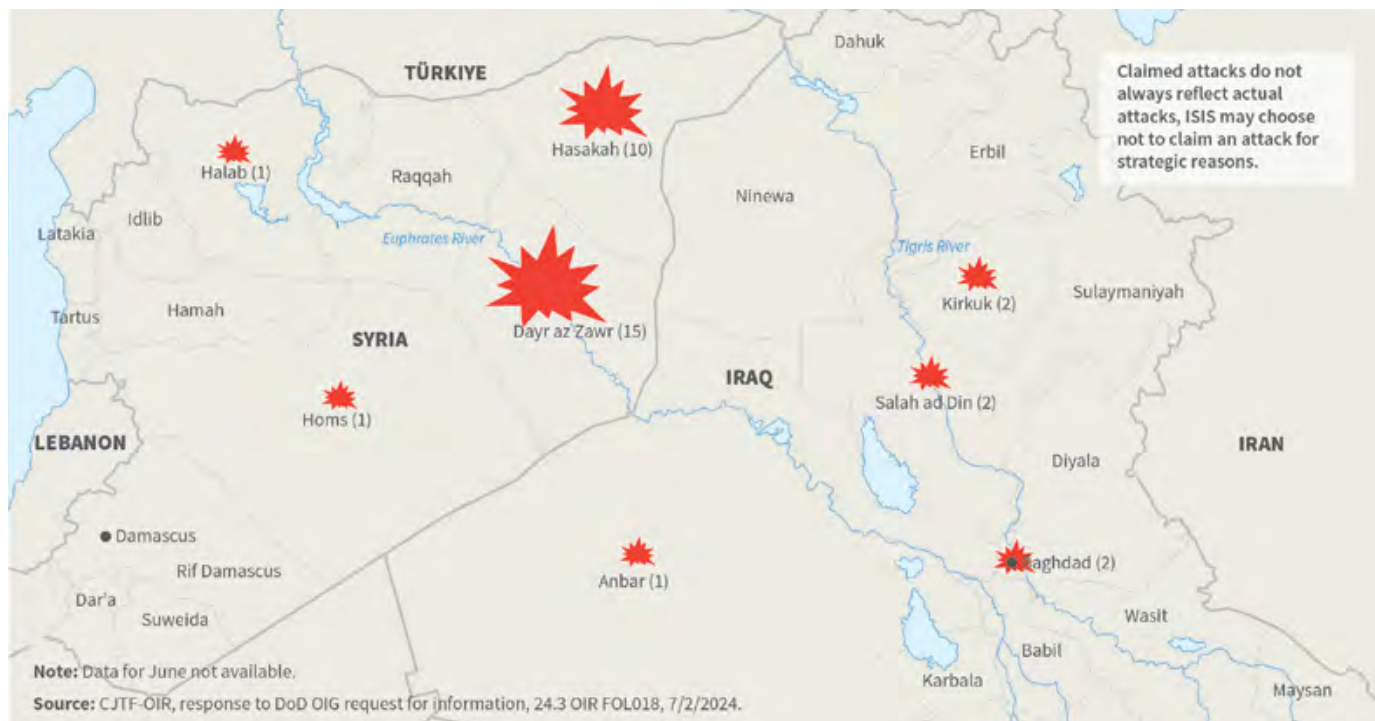 Dahuk
TÜRKIYE
Claimed attacks do not
always reflect actual
attacks, ISIS may choose
not to claim an attack for
strategic reasons.
Hasakah (10)
Erbil
Halab (1)
Raqqah
Ninewa
Idlib
Latakia
Euphrates River
Tigris River
Kirkuk (2)
Sulaymaniyah
Hamah
Tartus
Dayr az Zawr (15)
SYRIA
IRAQ
Salah ad Din (2)
Homs (1)
LEBANON
IRAN
Diyala
Damascus
Baghdad (2)
Rif Damascus
Anbar (1)
Dar'a
Suweida
Wasit
Babil
Note: Data for June not available.
Karbala
Maysan
Source: CJTF-OIR, response to DoD OIG request for information, 24.3 OIR FOL018, 7/2/2024.